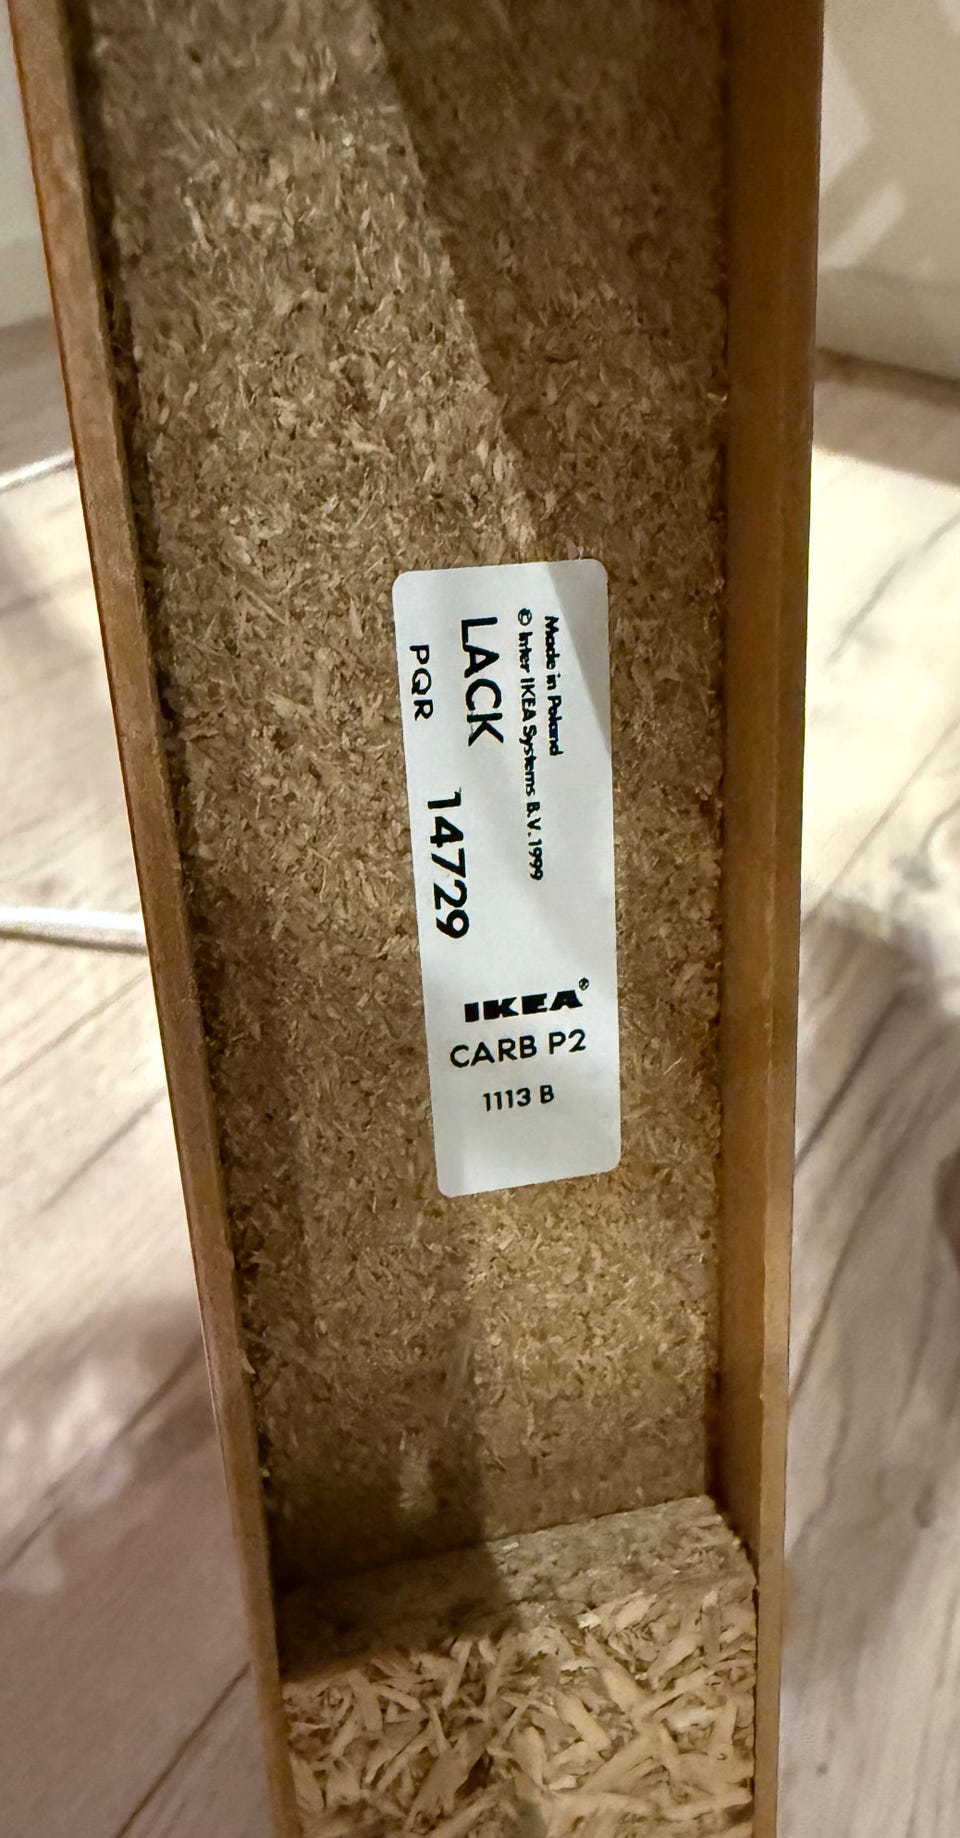 Made in Poland
© Inter IKEA Systems B.V. 1999
LACK
PQR 14729
IKEA®
CARB P2
1113 B